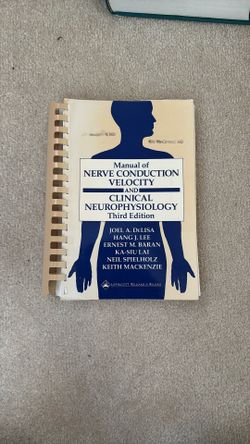 Manual of
NERVE CONDUCTION
VELOCITY
AND
CLINICAL
NEUROPHYSIOLOGY
Third Edition
JOEL A. DeLISA
HANG J. LEE
ERNEST M. BARAN
KA-SIU LAI
NEIL SPIELHOLZ
KEITH MACKENZIE